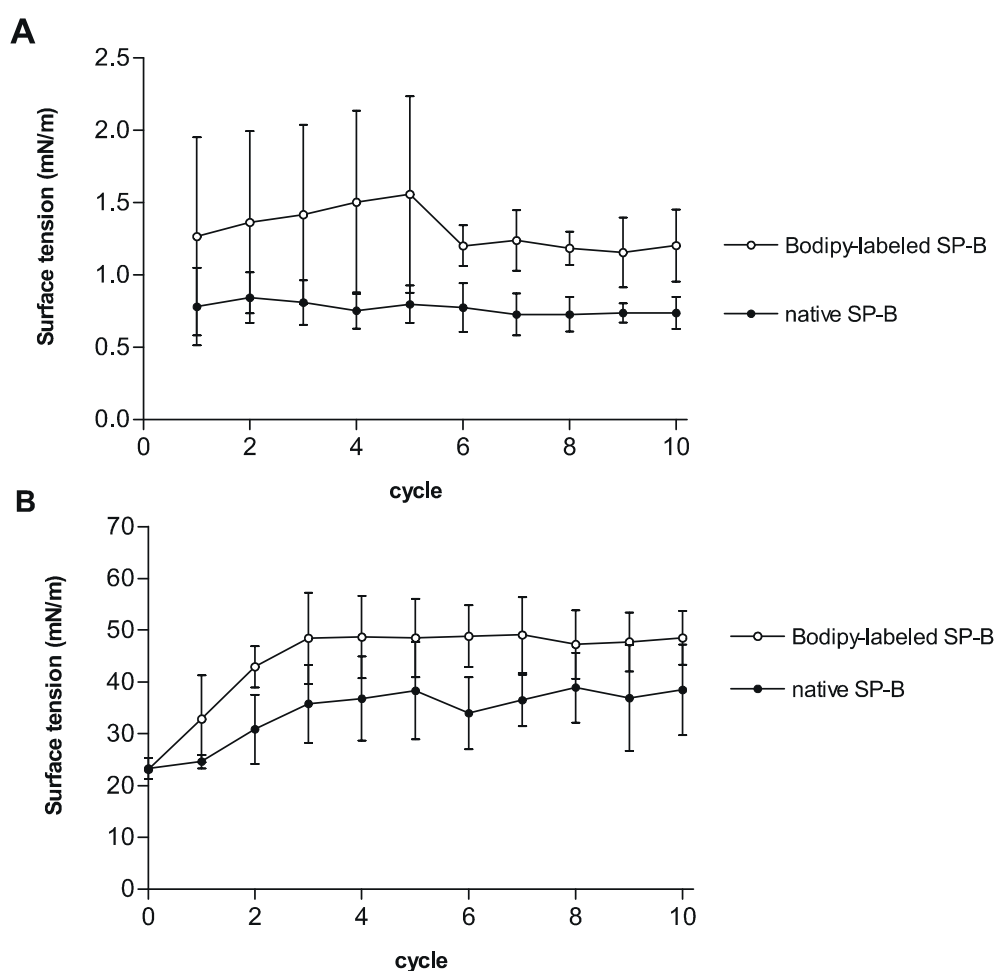 A
Surface tension (mN/m)
2.5
2.0
1.5
1.0
0.5
0.0
0 2 4 6 8 10
cycle
Bodipy-labeled SP-B
native SP-B
B
Surface tension (mN/m)
70
60
50
40
30
20
10
0
0 2 4 6 8 10
cycle
Bodipy-labeled SP-B
native SP-B